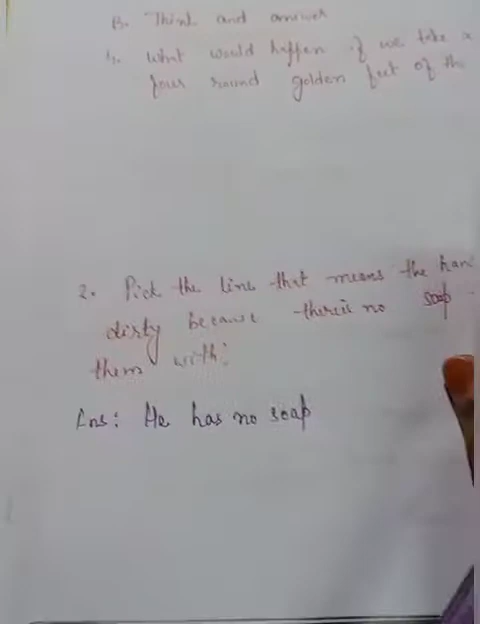 B. Think and answer
1. What would happen if we take a
four round golden feet of the
2. Pick the line that means the han
dirty because there is no soap
them with:
Ans: He has no soap